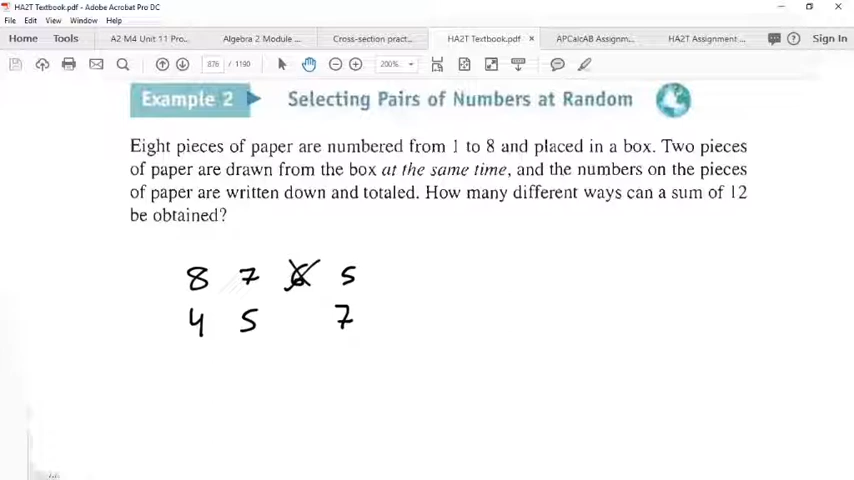 HA2T Textbook.pdf - Adobe Acrobat Pro DC
File Edit View Window Help
Home Tools A2 M4 Unit 11 Pro... Algebra 2 Module ... Cross-section pract... HA2T Textbook.pdf × APCalcAB Assignm... HA2T Assignment ... Sign In
876 / 1190 200%
Example 2 Selecting Pairs of Numbers at Random
Eight pieces of paper are numbered from 1 to 8 and placed in a box. Two pieces
of paper are drawn from the box at the same time, and the numbers on the pieces
of paper are written down and totaled. How many different ways can a sum of 12
be obtained?
8 7 6 5
4 5 7